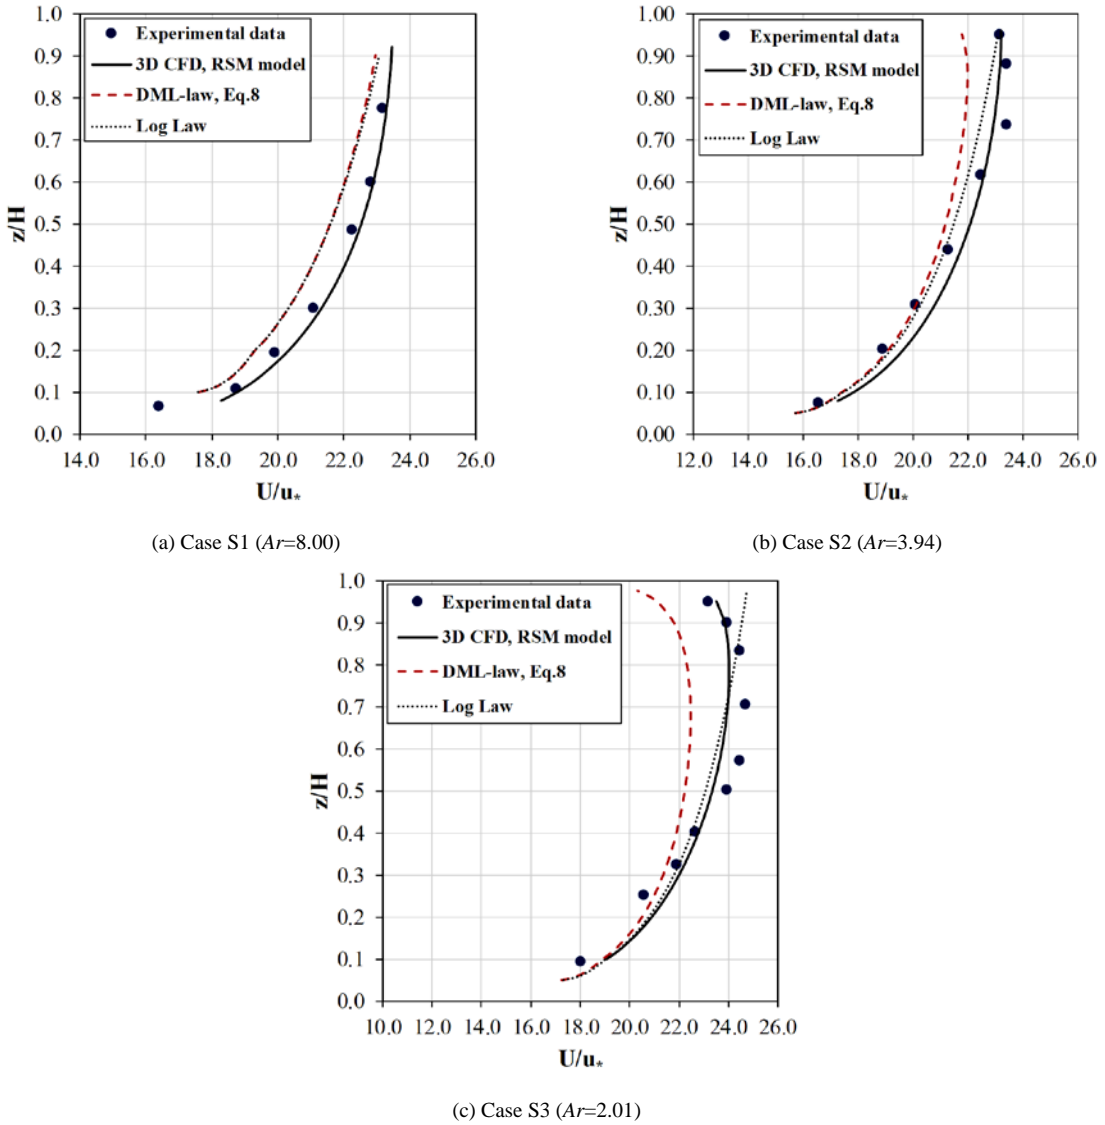 1.0
0.9
0.8
0.7
0.6
0.5
0.4
0.3
0.2
0.1
0.0
z/H
Experimental data
3D CFD, RSM model
DML-law, Eq.8
Log Law
14.0 16.0 18.0 20.0 22.0 24.0 26.0
U/u*
(a) Case S1 (Ar=8.00)
1.00
0.90
0.80
0.70
0.60
0.50
0.40
0.30
0.20
0.10
0.00
z/H
Experimental data
3D CFD, RSM model
DML-law, Eq.8
Log Law
12.0 14.0 16.0 18.0 20.0 22.0 24.0 26.0
U/u*
(b) Case S2 (Ar=3.94)
1.0
0.9
0.8
0.7
0.6
0.5
0.4
0.3
0.2
0.1
0.0
z/H
Experimental data
3D CFD, RSM model
DML-law, Eq.8
Log Law
10.0 12.0 14.0 16.0 18.0 20.0 22.0 24.0 26.0
U/u*
(c) Case S3 (Ar=2.01)